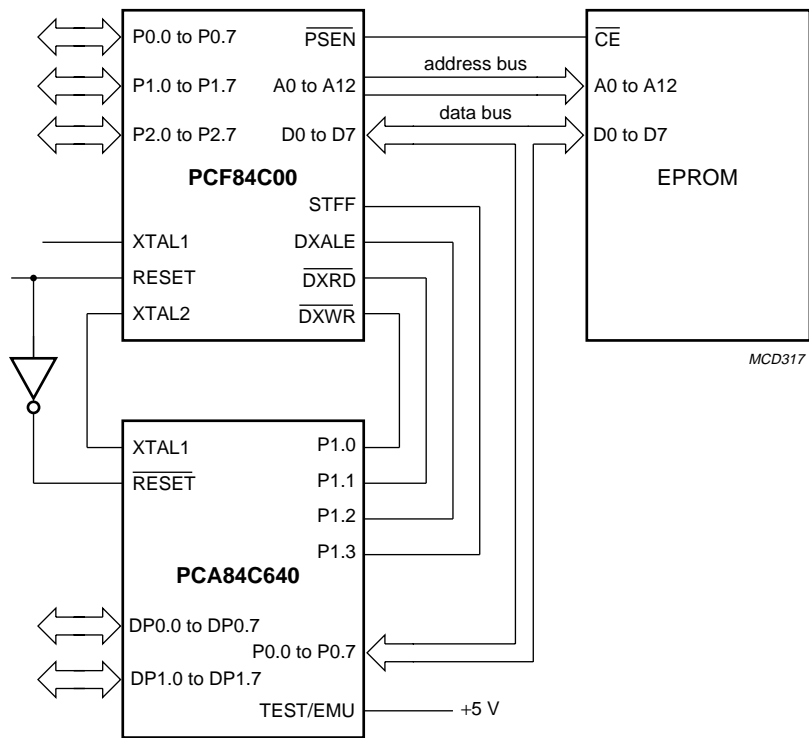 P0.0 to P0.7
P1.0 to P1.7
P2.0 to P2.7
PSEN
address bus
A0 to A12
data bus
D0 to D7
PCF84C00
STFF
XTAL1
DXALE
RESET
DXRD
XTAL2
DXWR
CE
A0 to A12
D0 to D7
EPROM
MCD317
XTAL1
RESET
P1.0
P1.1
P1.2
P1.3
PCA84C640
DP0.0 to DP0.7
P0.0 to P0.7
DP1.0 to DP1.7
TEST/EMU
+5 V